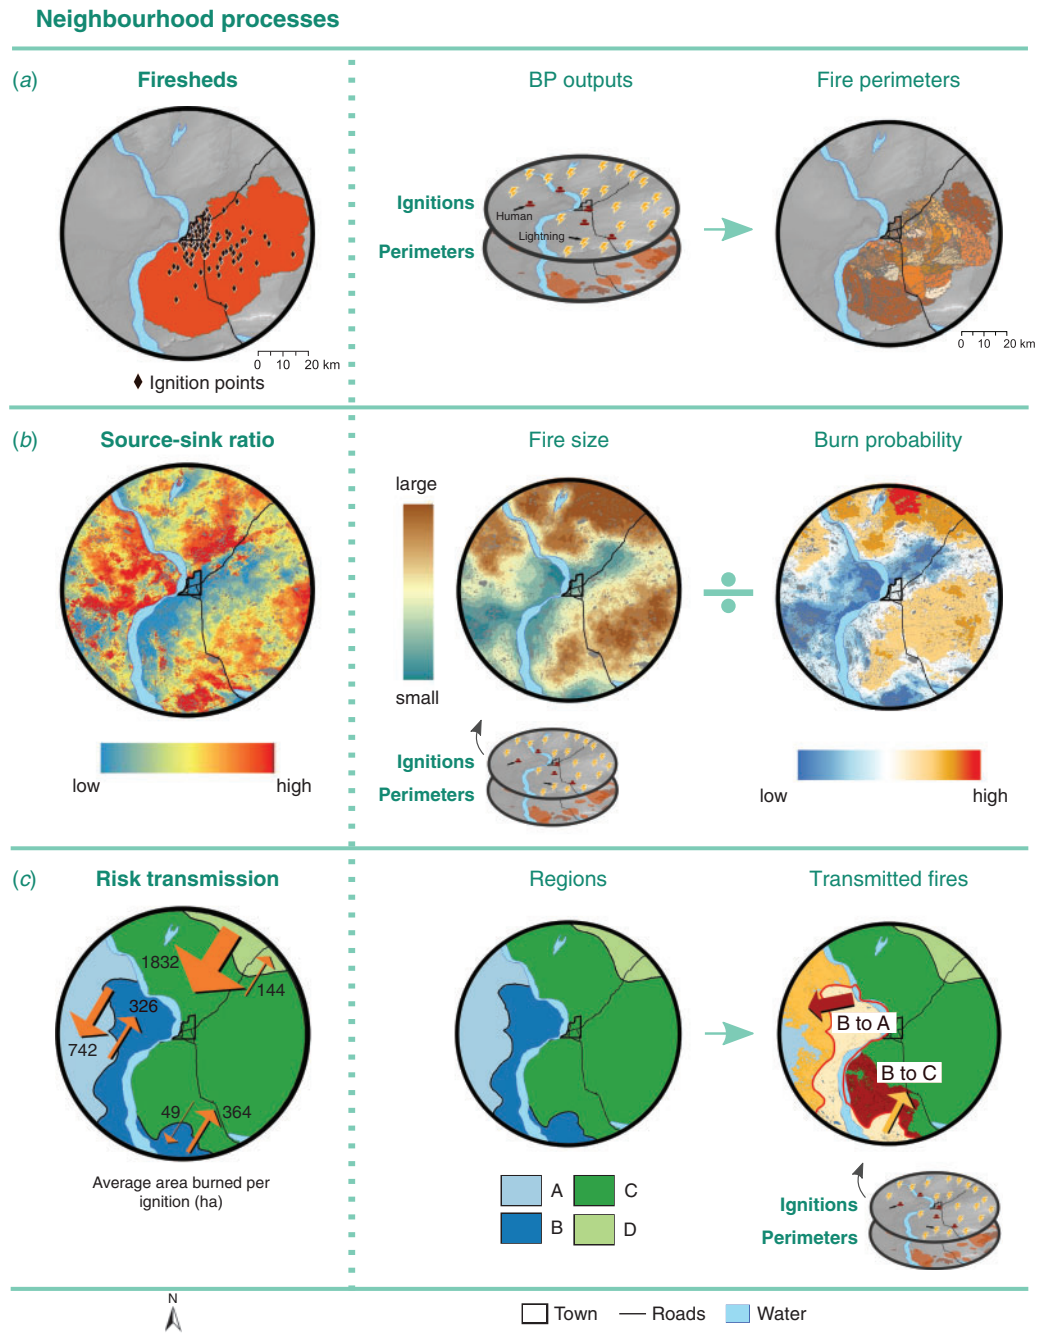 Neighbourhood processes
(a)
Firesheds
BP outputs
Fire perimeters
Ignitions
Perimeters
Human
Lightning
0 10 20 km
♦ Ignition points
0 10 20 km
(b)
Source-sink ratio
Fire size
Burn probability
large
small
low high
Ignitions
Perimeters
low high
(c)
Risk transmission
Regions
Transmitted fires
1832
144
326
742
49
364
B to A
B to C
Average area burned per
ignition (ha)
A C
B D
Ignitions
Perimeters
N
Town Roads Water